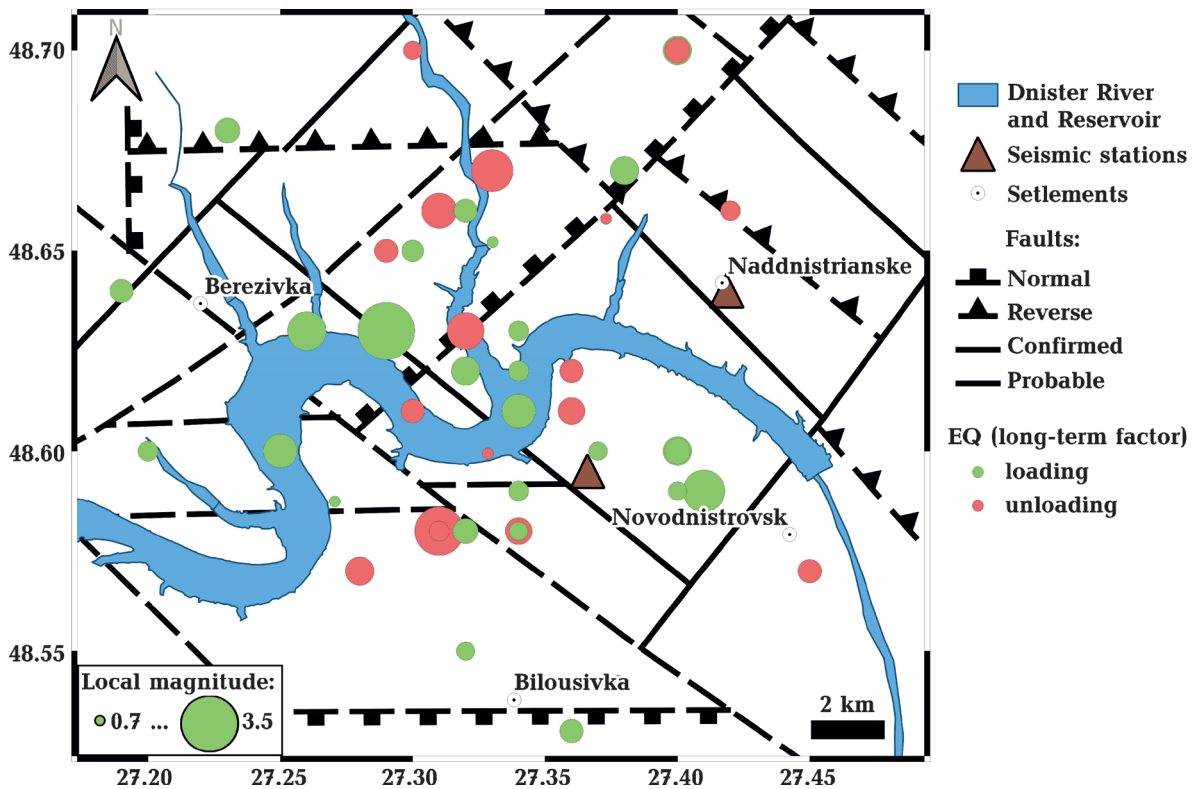 N
48.70
48.65
48.60
48.55
27.20
27.25
27.30
27.35
27.40
27.45
Berezivka
Naddnistrianske
Novodnistrovsk
Bilousivka
Local magnitude:
0.7 ... 3.5
2 km
Dnister River
and Reservoir
Seismic stations
Setlements
Faults:
Normal
Reverse
Confirmed
Probable
EQ (long-term factor)
loading
unloading